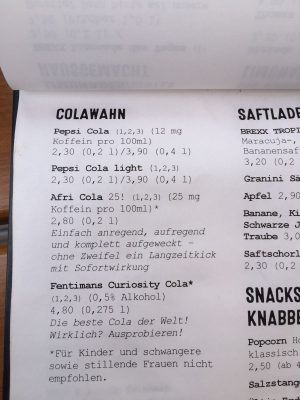 COLAWAHN
Pepsi Cola (1,2,3) (12 mg
Koffein pro 100ml)
2,30 (0,2 l)/3,90 (0,4 l)
Pepsi Cola light (1,2,3)
2,30 (0,2 l)/3,90 (0,4 l)
Afri Cola 25! (1,2,3) (25 mg
Koffein pro 100ml)*
2,80 (0,2 l)
Einfach anregend, aufregend
und komplett aufgeweckt –
ohne Zweifel ein Langzeitkick
mit Sofortwirkung
Fentimans Curiosity Cola*
(1,2,3) (0,5% Alkohol)
4,80 (0,275 l)
Die beste Cola der Welt!
Wirklich? Ausprobieren!
*Für Kinder und schwangere
sowie stillende Frauen nicht
empfohlen.
SAFTLADE
BREXX TROPI
Maracuja-,
Bananensaf
3,20 (0,2
Granini Sä
Apfel 2,90
Banane, Ki
Schwarze J
Traube 3,0
Saftschorl
2,30 (0,2
SNACKS
KNABBE
Popcorn Ho
klassisch
2,50 (ab 4
Salzstange